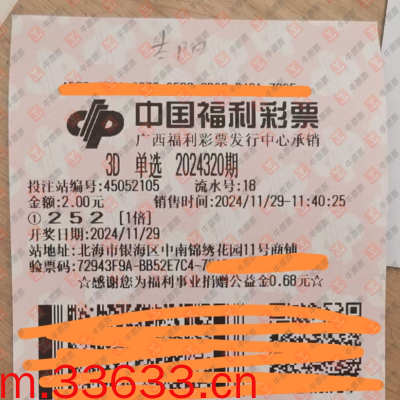 中国福利彩票
广西福利彩票发行中心承销
3D 单选 2024320期
投注站编号:45052105 流水号:18
金额:2.00元 销售时间:2024/11/29-11:40:25
① 2 5 2 [1倍]
开奖日期:2024/11/29
站地址:北海市银海区中南锦绣花园11号商铺
验票码:72943F9A-BB52E7C4-7
☆感谢您为福利事业捐赠公益金0.68元☆
m.33633.cn